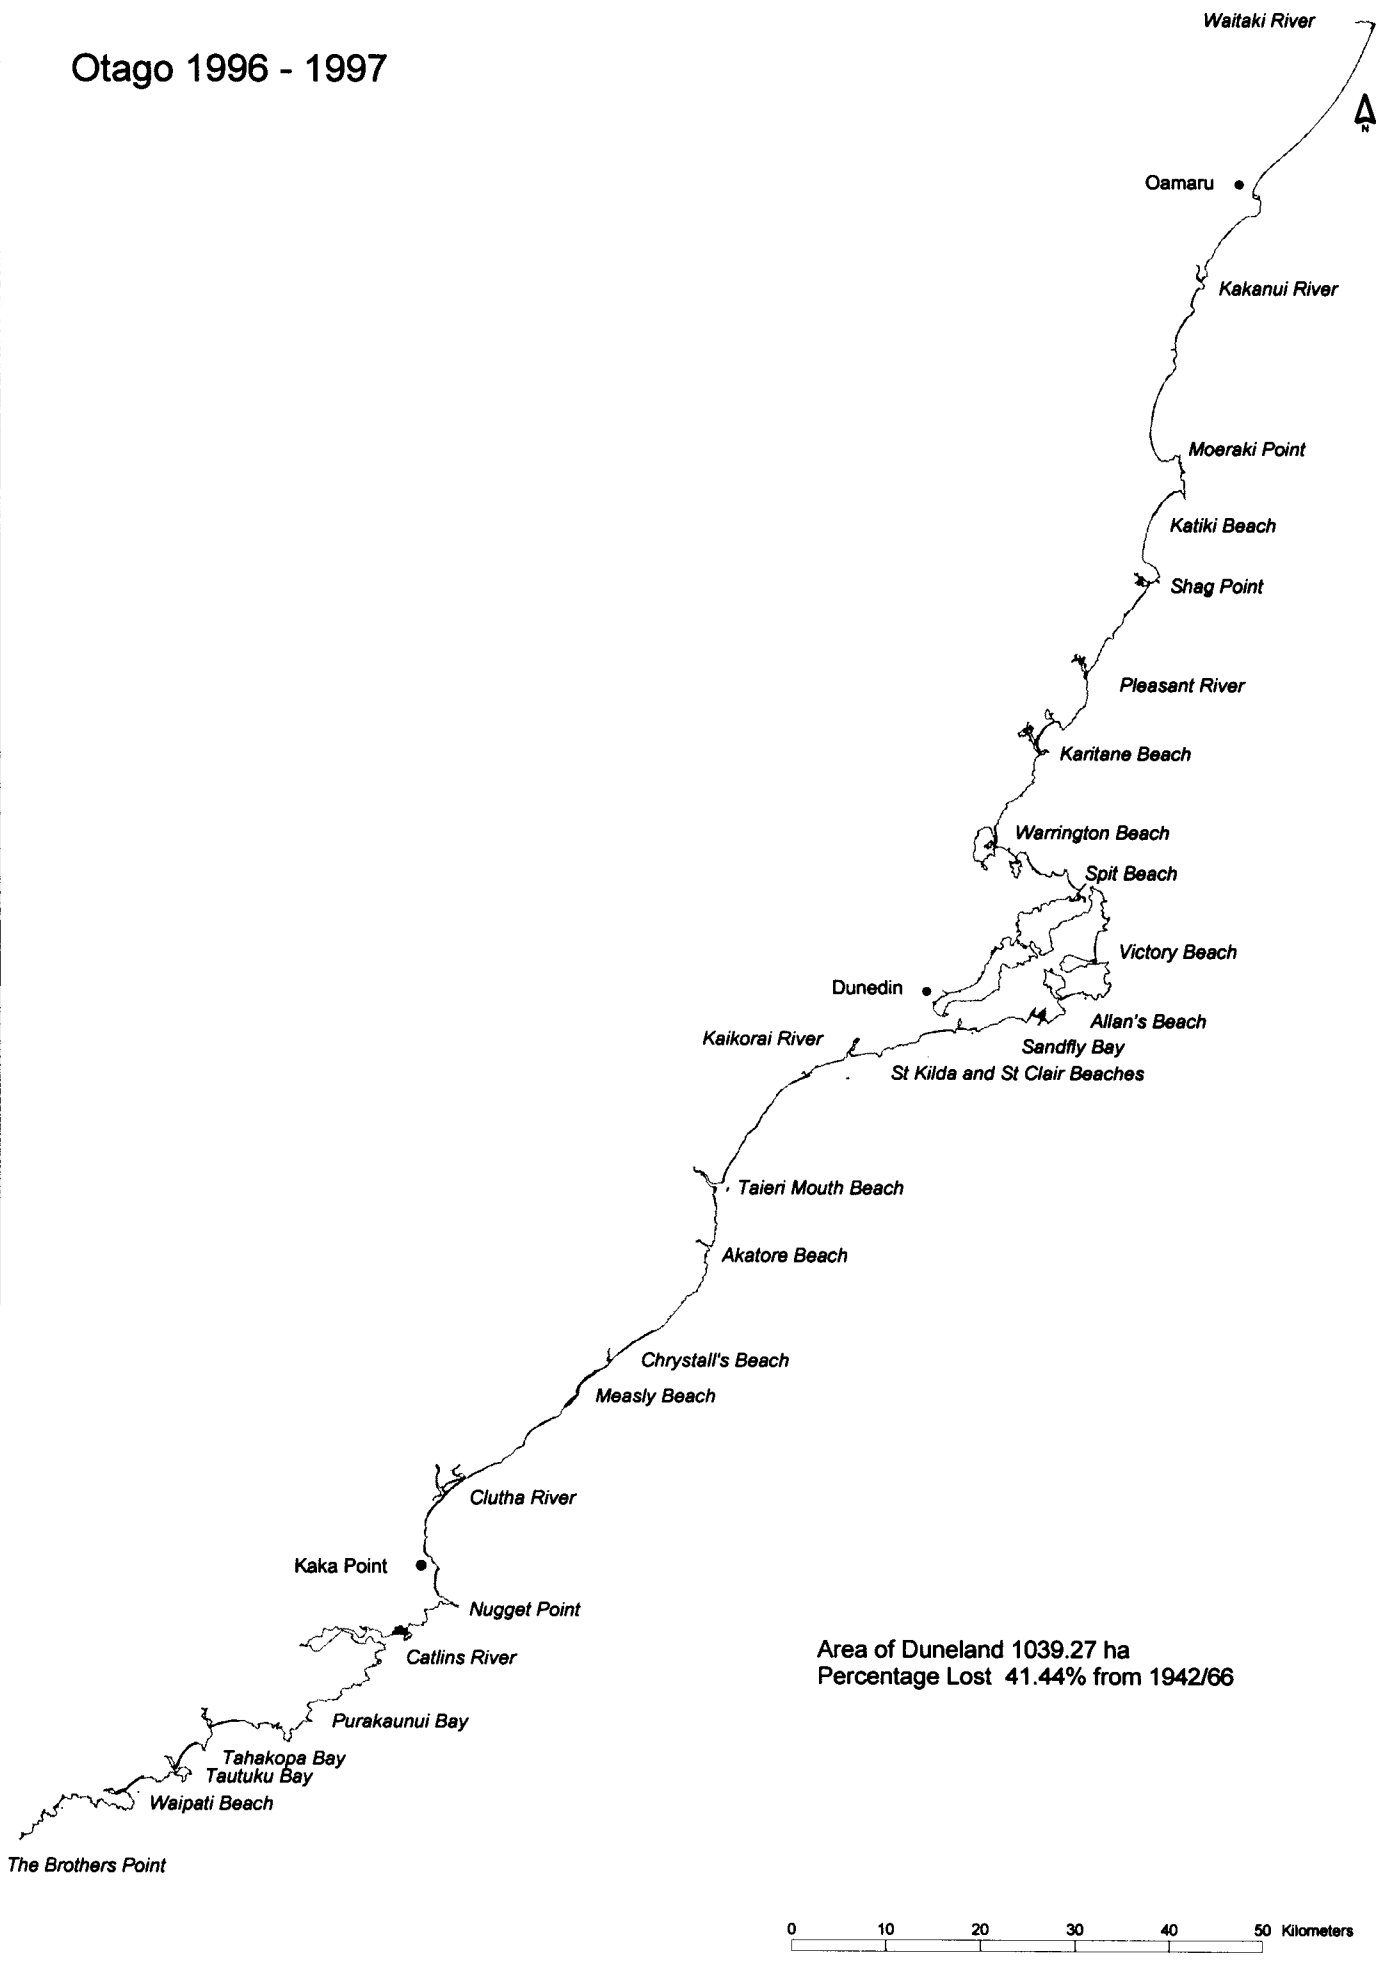 Waitaki River
Otago 1996 - 1997
N
Oamaru
Kakanui River
Moeraki Point
Katiki Beach
Shag Point
Pleasant River
Karitane Beach
Warrington Beach
Spit Beach
Victory Beach
Dunedin
Allan's Beach
Kaikorai River
Sandfly Bay
St Kilda and St Clair Beaches
Taieri Mouth Beach
Akatore Beach
Chrystall's Beach
Measly Beach
Clutha River
Kaka Point
Nugget Point
Catlins River
Area of Duneland 1039.27 ha
Percentage Lost 41.44% from 1942/66
Purakaunui Bay
Tahakopa Bay
Tautuku Bay
Waipati Beach
The Brothers Point
0 10 20 30 40 50 Kilometers